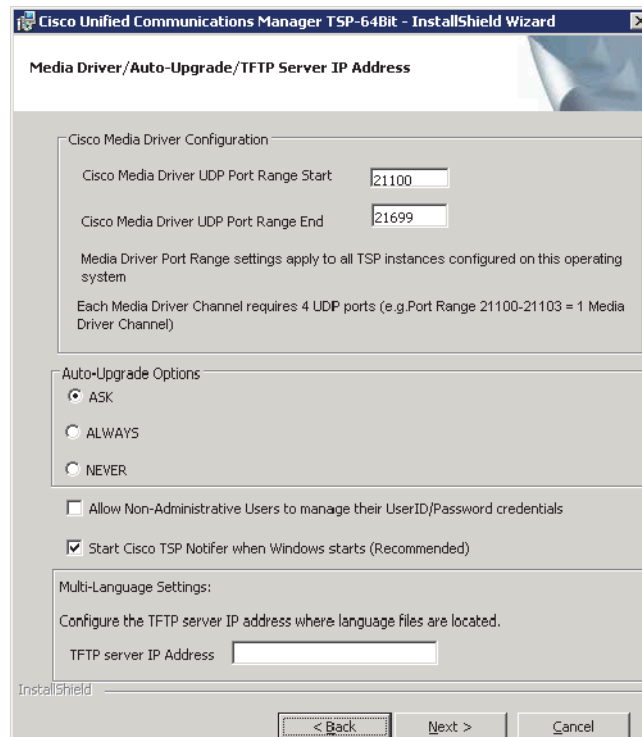 Cisco Unified Communications Manager TSP-64Bit - InstallShield Wizard
Media Driver/Auto-Upgrade/TFTP Server IP Address
Cisco Media Driver Configuration
Cisco Media Driver UDP Port Range Start
21100
Cisco Media Driver UDP Port Range End
21699
Media Driver Port Range settings apply to all TSP instances configured on this operating
system
Each Media Driver Channel requires 4 UDP ports (e.g.Port Range 21100-21103 = 1 Media
Driver Channel)
Auto-Upgrade Options
ASK
ALWAYS
NEVER
Allow Non-Administrative Users to manage their UserID/Password credentials
Start Cisco TSP Notifer when Windows starts (Recommended)
Multi-Language Settings:
Configure the TFTP server IP address where language files are located.
TFTP server IP Address
InstallShield
< Back
Next >
Cancel